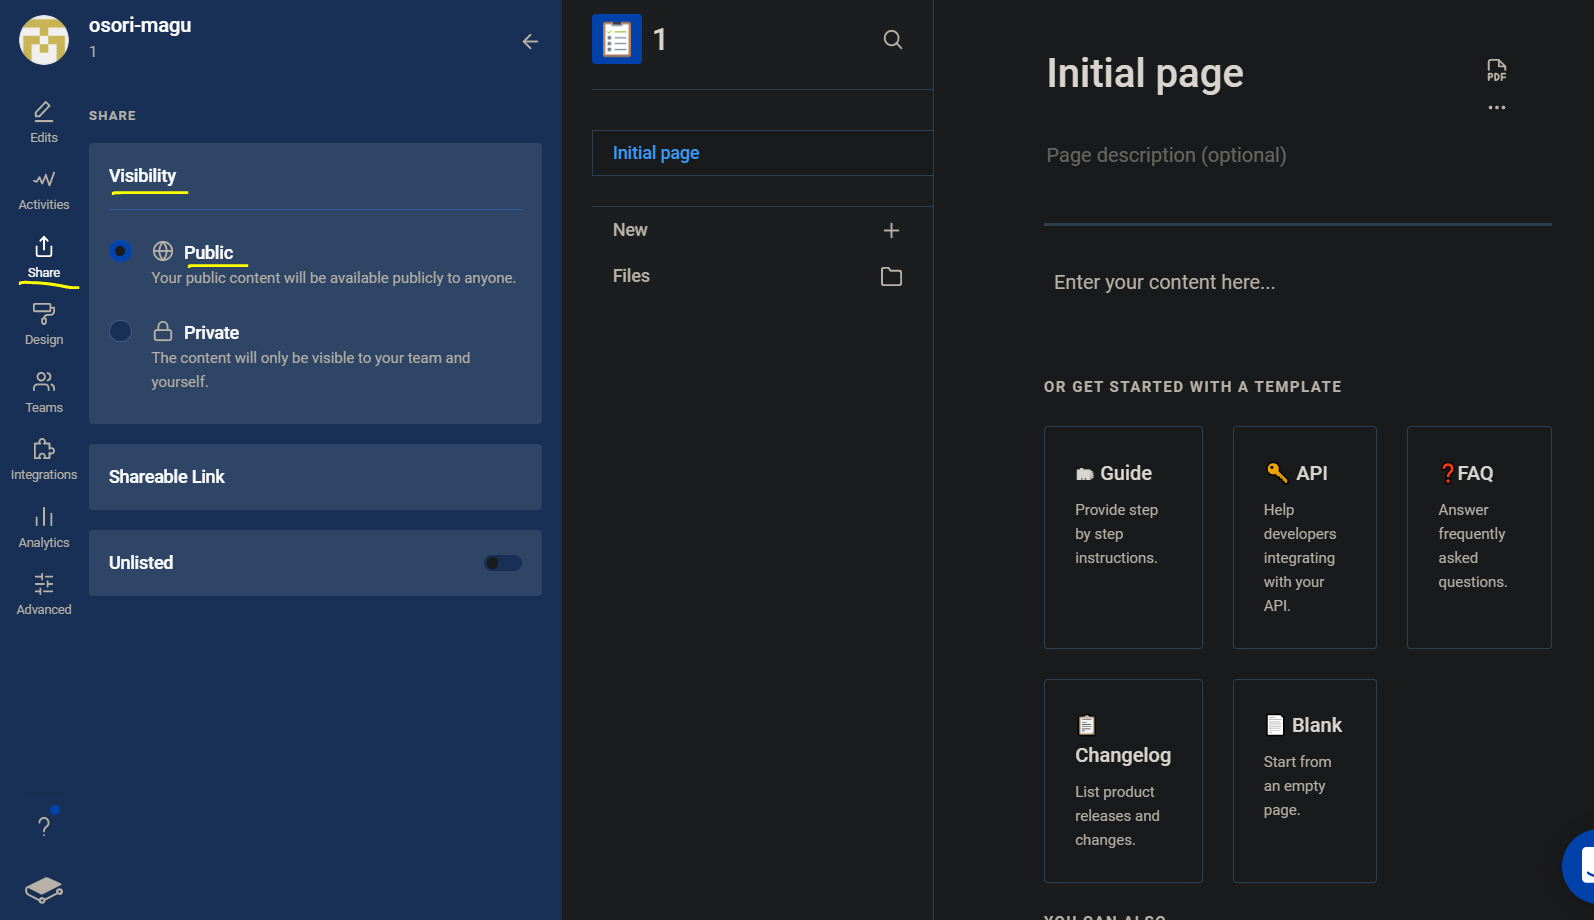 osori-magu
1
Edits
Activities
Share
Design
Teams
Integrations
Analytics
Advanced
SHARE
Visibility
Public
Your public content will be available publicly to anyone.
Private
The content will only be visible to your team and
yourself.
Shareable Link
Unlisted
1
Initial page
New
Files
Initial page
PDF
Page description (optional)
Enter your content here...
OR GET STARTED WITH A TEMPLATE
Guide
Provide step
by step
instructions.
API
Help
developers
integrating
with your
API.
FAQ
Answer
frequently
asked
questions.
Changelog
List product
releases and
changes.
Blank
Start from
an empty
page.
YOU CAN ALSO